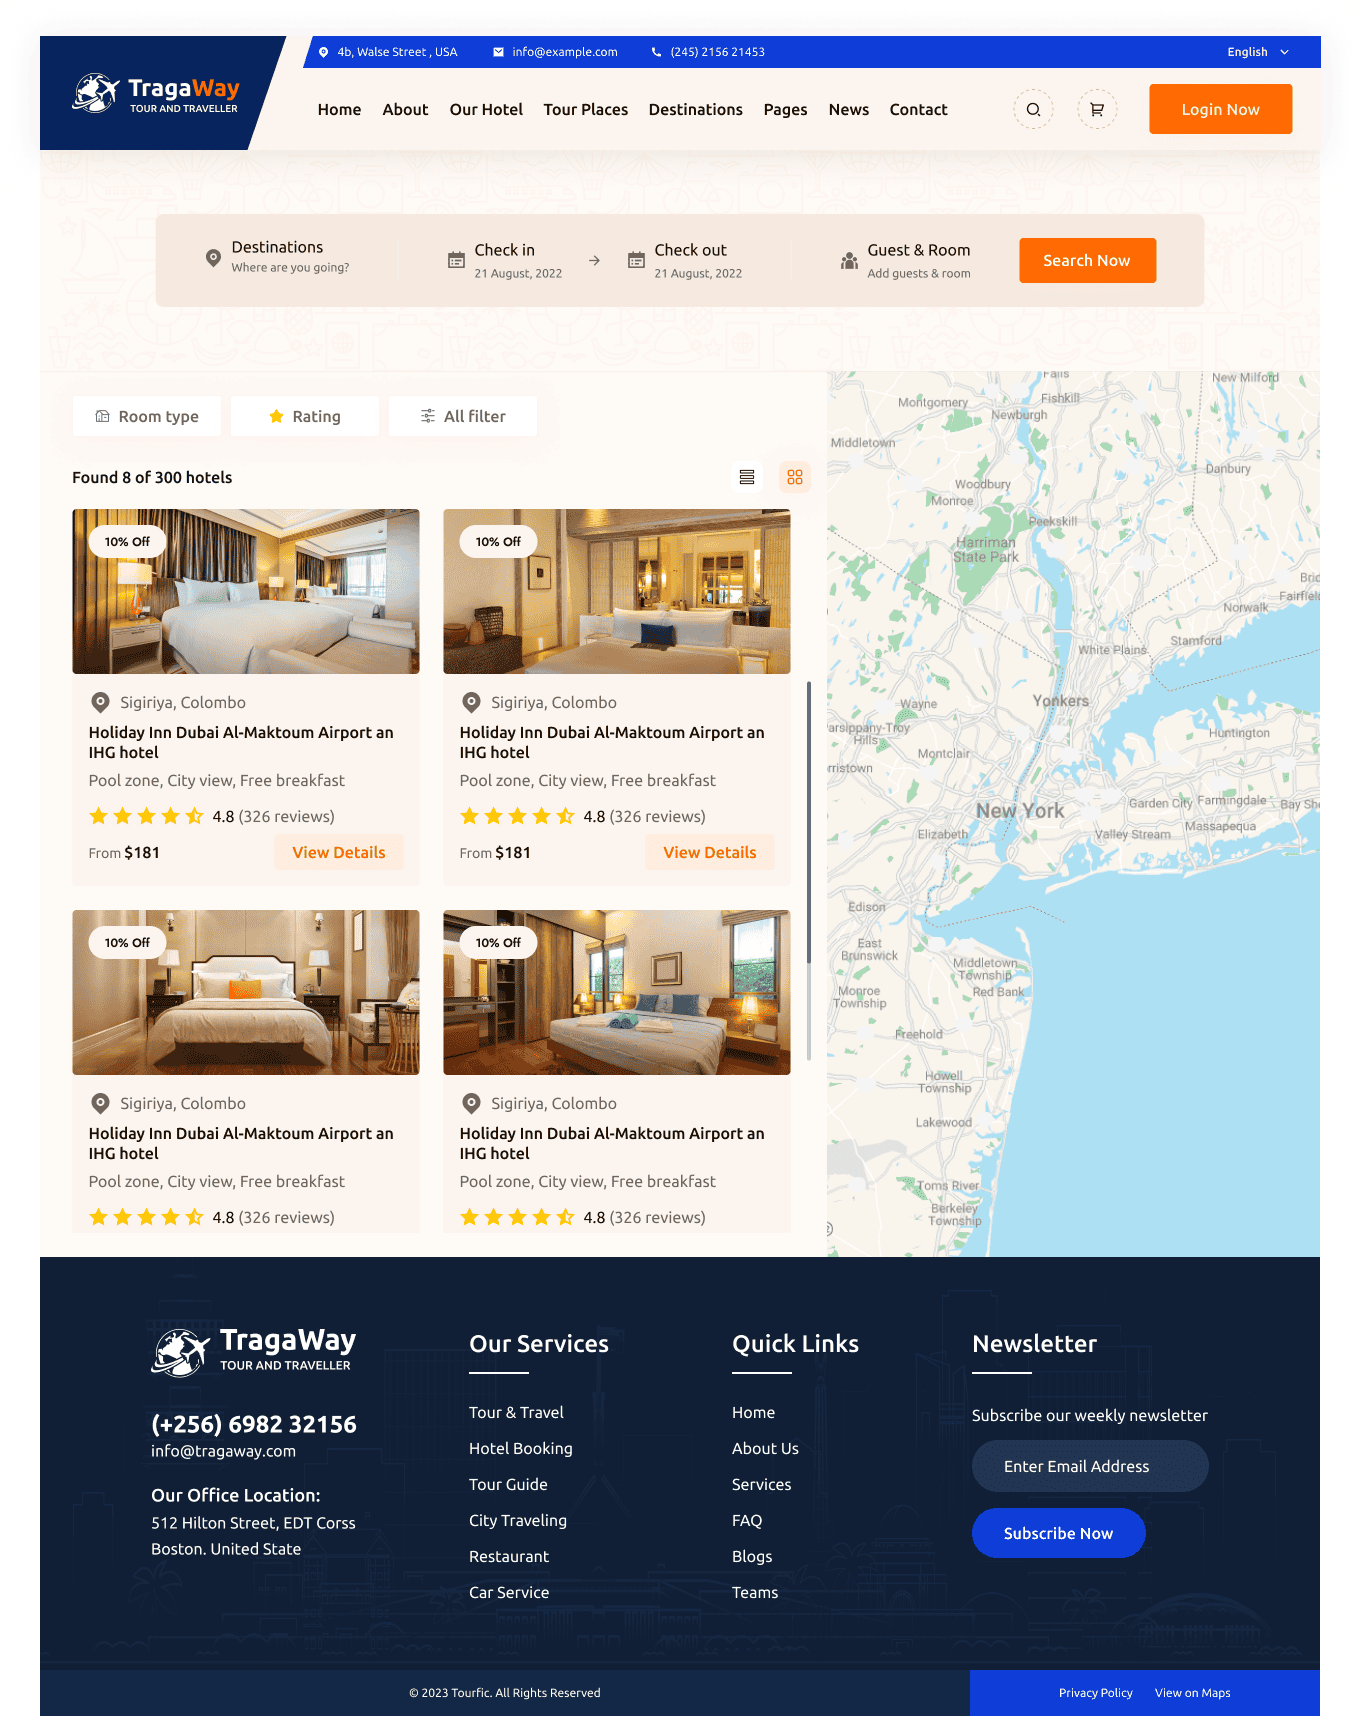 4b, Walse Street , USA
info@example.com
(245) 2156 21453
English
TragaWay
TOUR AND TRAVELLER
Home About Our Hotel Tour Places Destinations Pages News Contact
Login Now
Destinations
Where are you going?
Check in
21 August, 2022
Check out
21 August, 2022
Guest & Room
Add guests & room
Search Now
Room type
Rating
All filter
Found 8 of 300 hotels
10% Off
Sigiriya, Colombo
Holiday Inn Dubai Al-Maktoum Airport an
IHG hotel
Pool zone, City view, Free breakfast
4.8 (326 reviews)
From $181
View Details
10% Off
Sigiriya, Colombo
Holiday Inn Dubai Al-Maktoum Airport an
IHG hotel
Pool zone, City view, Free breakfast
4.8 (326 reviews)
From $181
View Details
10% Off
Sigiriya, Colombo
Holiday Inn Dubai Al-Maktoum Airport an
IHG hotel
Pool zone, City view, Free breakfast
4.8 (326 reviews)
10% Off
Sigiriya, Colombo
Holiday Inn Dubai Al-Maktoum Airport an
IHG hotel
Pool zone, City view, Free breakfast
4.8 (326 reviews)
Falls
New Milford
Montgomery
Fishkill
Newburgh
Middletown
Danbury
Woodbury
Monroe
Peekskill
Harriman
State Park
Fairfiel
Norwalk
Stamford
White Plains
Yonkers
Wayne
arsippany-Troy
Hills
Huntington
Montclair
rristown
New York
Garden City
Farmingdale
Bay Sh
Massapequa
Elizabeth
Valley Stream
Edison
East
Brunswick
Middletown
Township
Monroe
Township
Red Bank
Freehold
Howell
Township
Lakewood
Toms River
Berkeley
Township
TragaWay
TOUR AND TRAVELLER
(+256) 6982 32156
info@tragaway.com
Our Office Location:
512 Hilton Street, EDT Corss
Boston. United State
Our Services
Tour & Travel
Hotel Booking
Tour Guide
City Traveling
Restaurant
Car Service
Quick Links
Home
About Us
Services
FAQ
Blogs
Teams
Newsletter
Subscribe our weekly newsletter
Enter Email Address
Subscribe Now
© 2023 Tourfic. All Rights Reserved
Privacy Policy
View on Maps